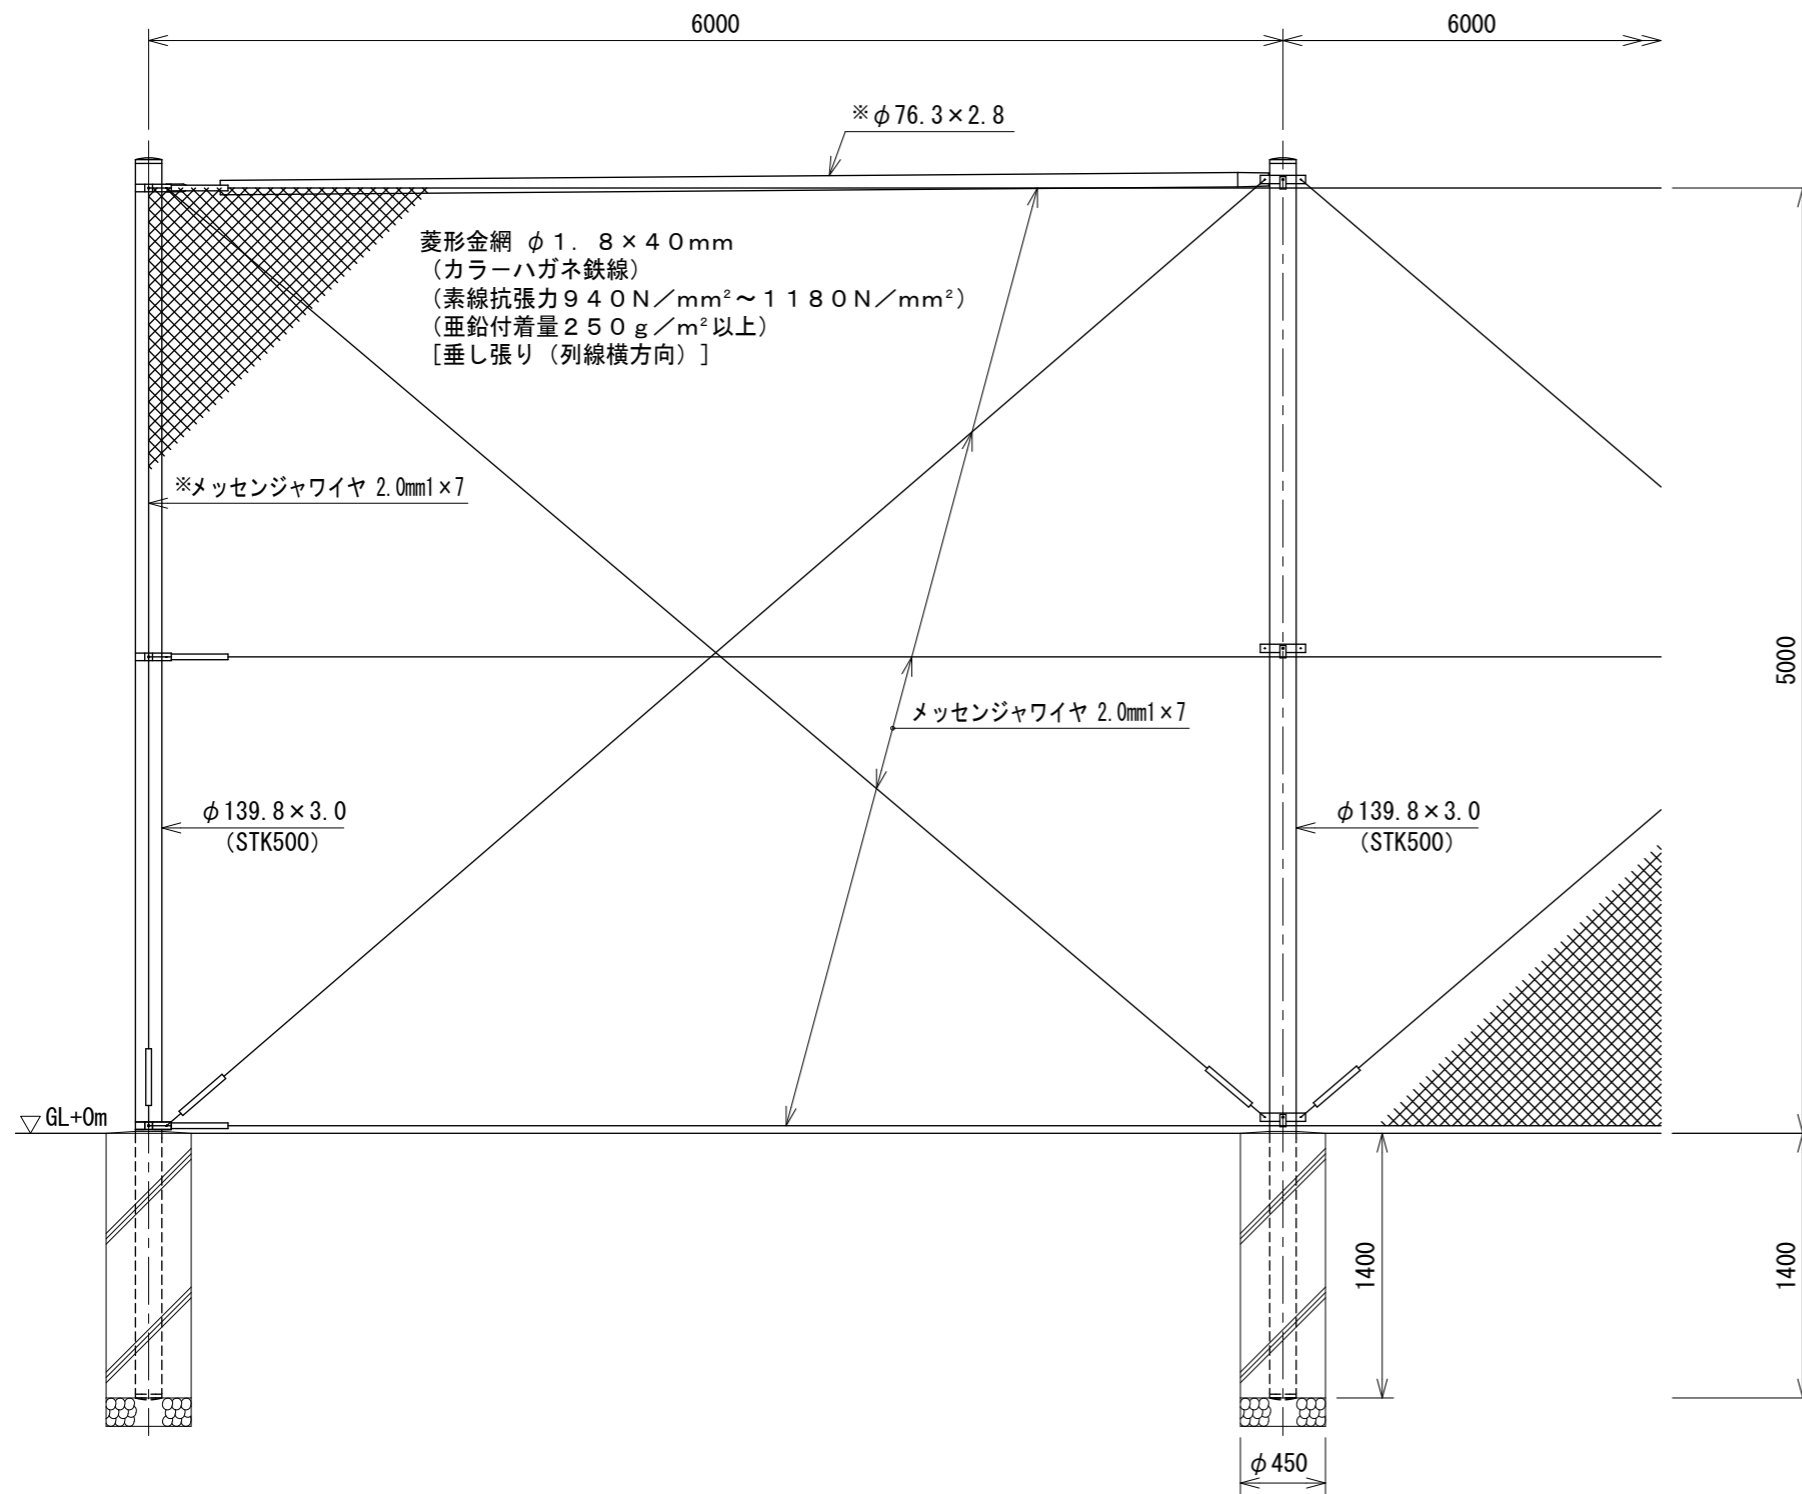 6000
6000
※φ76.3×2.8
菱形金網 φ1.8×40mm
（カラーハガネ鉄線）
（素線抗張力940N／mm²～1180N／mm²）
（亜鉛付着量250g／m²以上）
［垂し張り（列線横方向）］
※メッセンジャワイヤ 2.0mm1×7
5000
メッセンジャワイヤ 2.0mm1×7
φ139.8×3.0
(STK500)
φ139.8×3.0
(STK500)
GL+0m
1400
1400
φ450